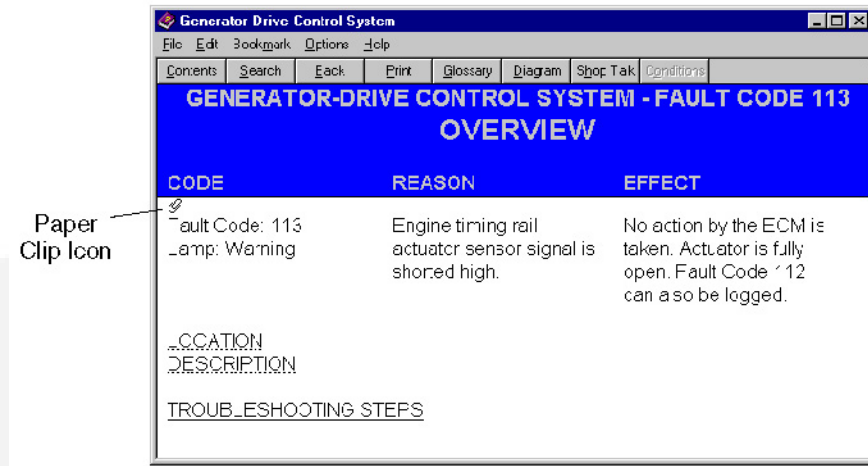 Generator Drive Control System
File Edit Bookmark Options Help
Contents Search Back Print Glossary Diagram Shop Talk Conditions
GENERATOR-DRIVE CONTROL SYSTEM - FAULT CODE 113
OVERVIEW
CODE REASON EFFECT
Paper
Clip Icon
Fault Code: 113
Lamp: Warning
Engine timing rail
actuator sensor signal is
shorted high.
No action by the ECM is
taken. Actuator is fully
open. Fault Code 112
can also be logged.
LOCATION
DESCRIPTION
TROUBLESHOOTING STEPS